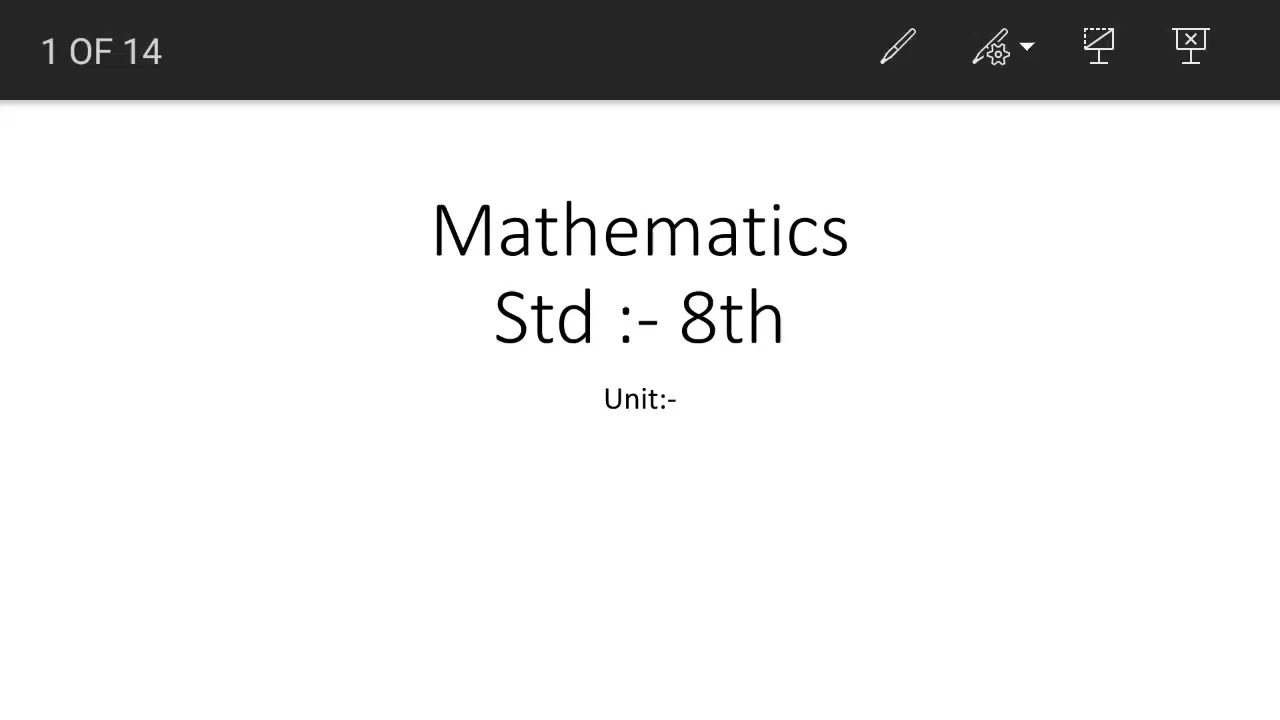 1 OF 14
Mathematics
Std :- 8th
Unit:-